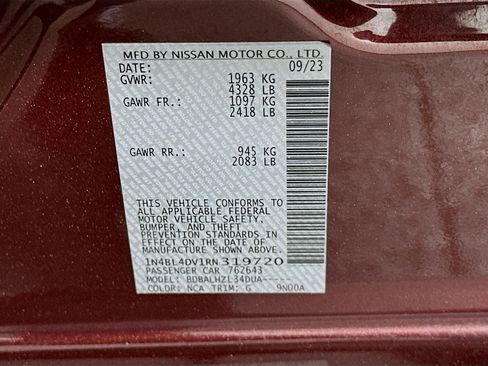 MFD BY NISSAN MOTOR CO., LTD.
DATE: 09/23
GVWR: 1963 KG
4328 LB
GAWR FR.: 1097 KG
2418 LB
GAWR RR.: 945 KG
2083 LB
THIS VEHICLE CONFORMS TO
ALL APPLICABLE FEDERAL
MOTOR VEHICLE SAFETY,
BUMPER, AND THEFT
PREVENTION STANDARDS
IN EFFECT ON THE DATE
OF MANUFACTURE
1N4BL4DV1RN319720
PASSENGER CAR 762643
MODEL: BDBALHZL34DUA-----
COLOR: NCA TRIM: G 9N00A